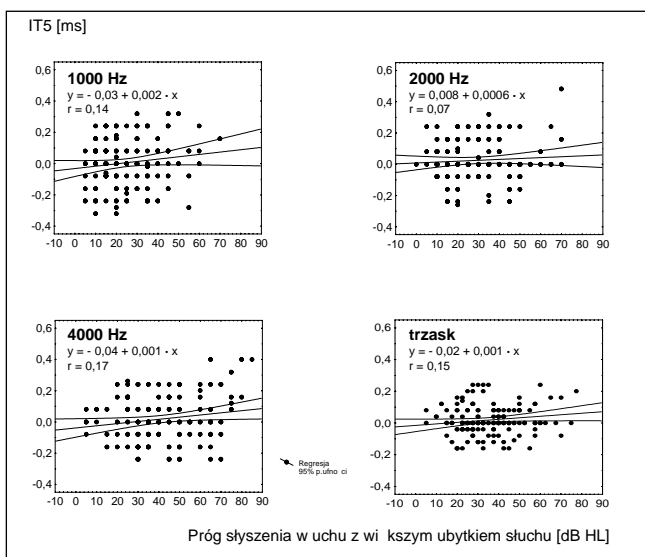 IT5 [ms]
1000 Hz
y = - 0,03 + 0,002 · x
r = 0,14
0,6
0,4
0,2
0,0
-0,2
-0,4
-10 0 10 20 30 40 50 60 70 80 90
2000 Hz
y = 0,008 + 0,0006 · x
r = 0,07
0,6
0,4
0,2
0,0
-0,2
-0,4
-10 0 10 20 30 40 50 60 70 80 90
4000 Hz
y = - 0,04 + 0,001 · x
r = 0,17
0,6
0,4
0,2
0,0
-0,2
-0,4
-10 0 10 20 30 40 50 60 70 80 90
Regresja
95% p.ufno ci
trzask
y = - 0,02 + 0,001 · x
r = 0,15
0,6
0,4
0,2
0,0
-0,2
-0,4
-10 0 10 20 30 40 50 60 70 80 90
Próg słyszenia w uchu z wi kszym ubytkiem słuchu [dB HL]